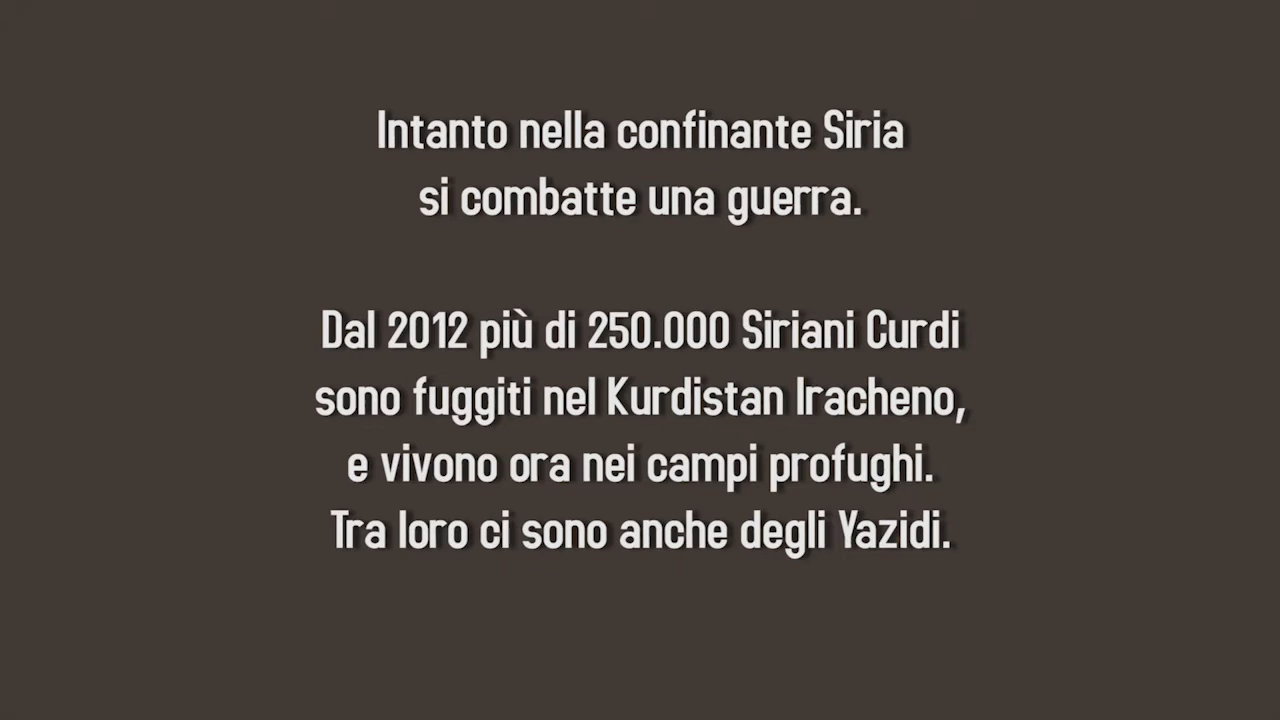 Intanto nella confinante Siria
si combatte una guerra.
Dal 2012 più di 250.000 Siriani Curdi
sono fuggiti nel Kurdistan Iracheno,
e vivono ora nei campi profughi.
Tra loro ci sono anche degli Yazidi.